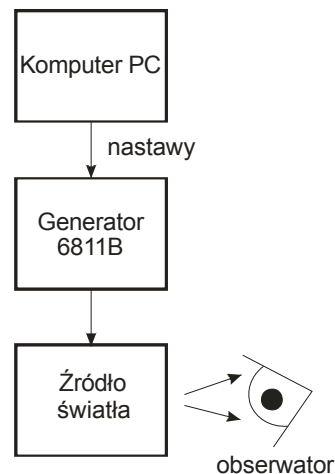 Komputer PC
nastawy
Generator
6811B
Źródło
światła
obserwator